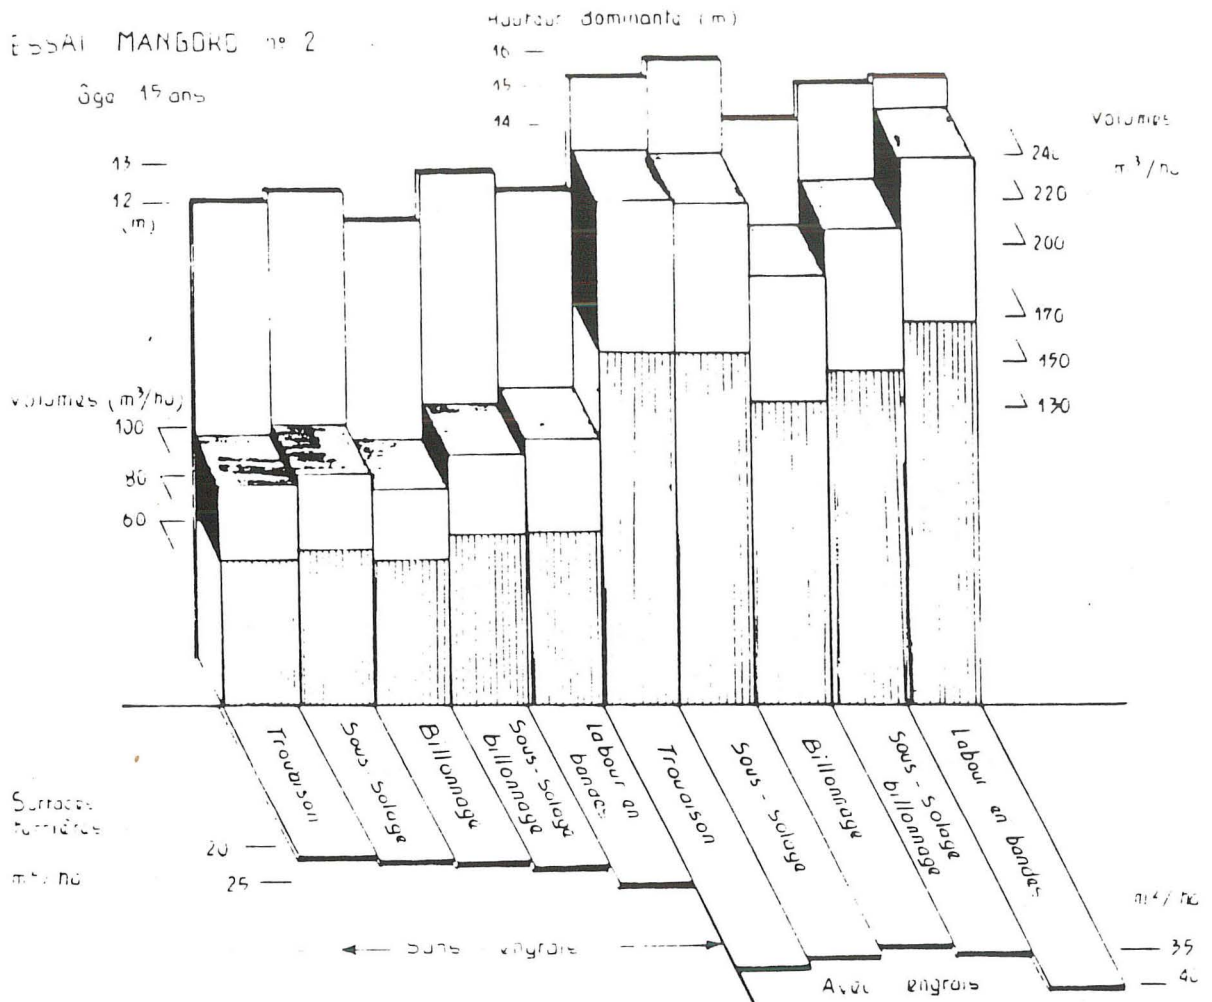 ESSAI MANGORO nº 2
âge 15 ans
Hauteur dominante (m)
16
15
14
13
12
(m)
Volumes
m³/ha
240
220
200
170
150
130
Volumes (m³/ha)
100
80
60
Trouaison
Sous-solage
Billonnage
Sous-solage
billonnage
Labour en
bandes
Trouaison
Sous-solage
Billonnage
Sous-solage
billonnage
Labour en bandes
Surfaces
terrières
m²/ha
20
25
Sans engrais
Avec engrais
m²/ha
35
40